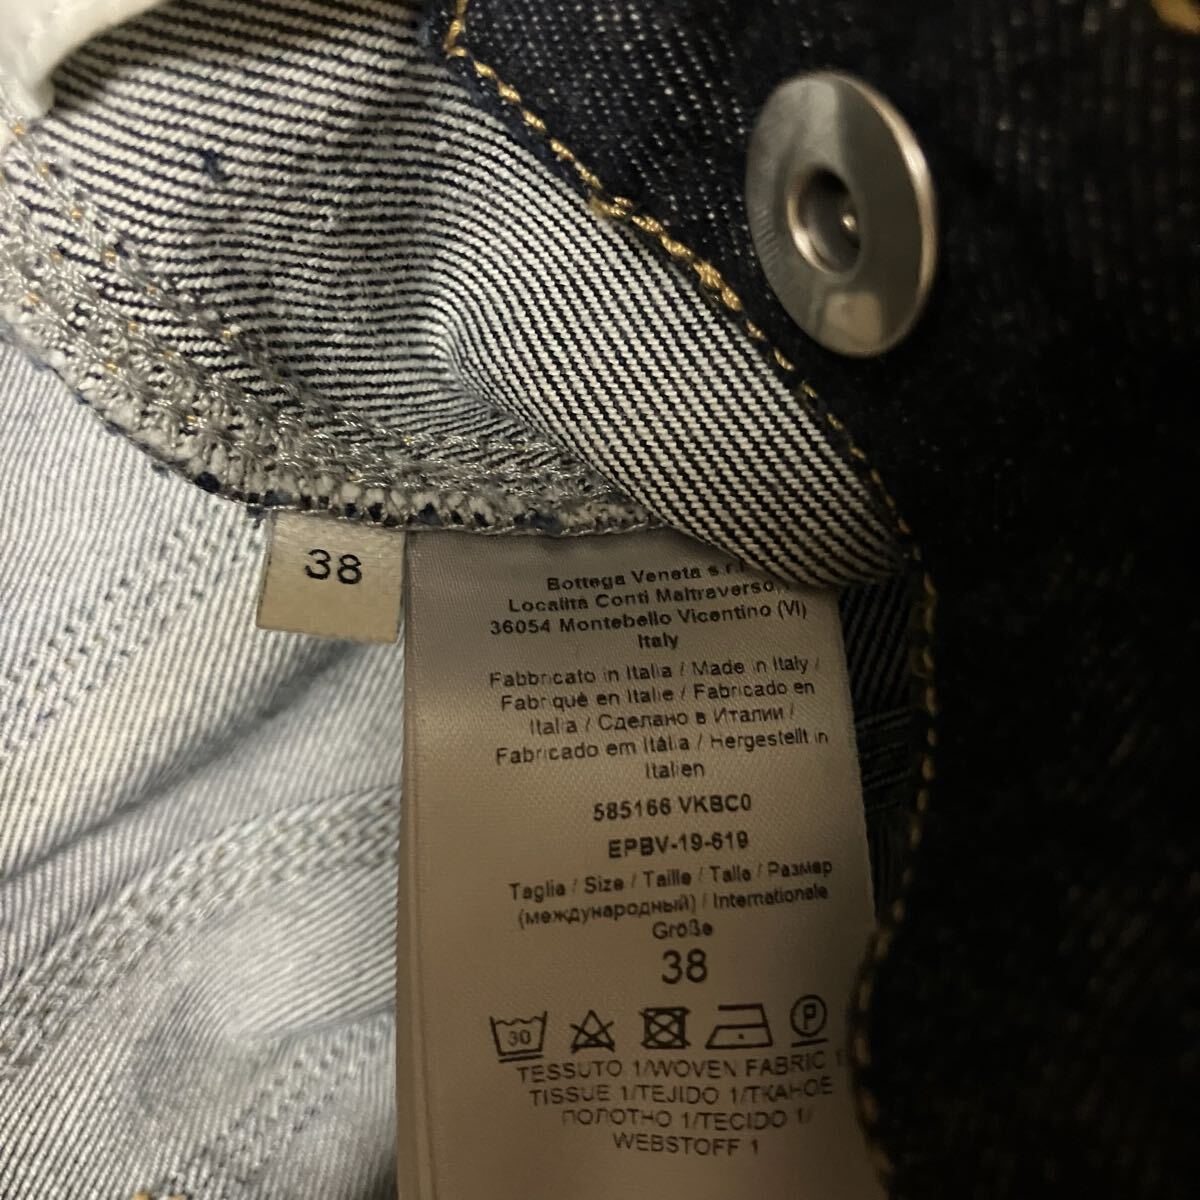 38
Bottega Veneta s.r.l
Località Conti Maltraverso,
36054 Montebello Vicentino (VI)
Italy
Fabbricato in Italia / Made in Italy /
Fabriqué en Italie / Fabricado en
Italia / Сделано в Италии /
Fabricado em Itália / Hergestellt in
Italien
585166 VKBC0
EPBV-19-619
Taglia / Size / Taille / Talla / Размер
(международный) / Internationale
Größe
38
30 P
TESSUTO 1/WOVEN FABRIC 1
TISSUE 1/TEJIDO 1/ТКАНОЕ
ПОЛОТНО 1/TECIDO 1/
WEBSTOFF 1